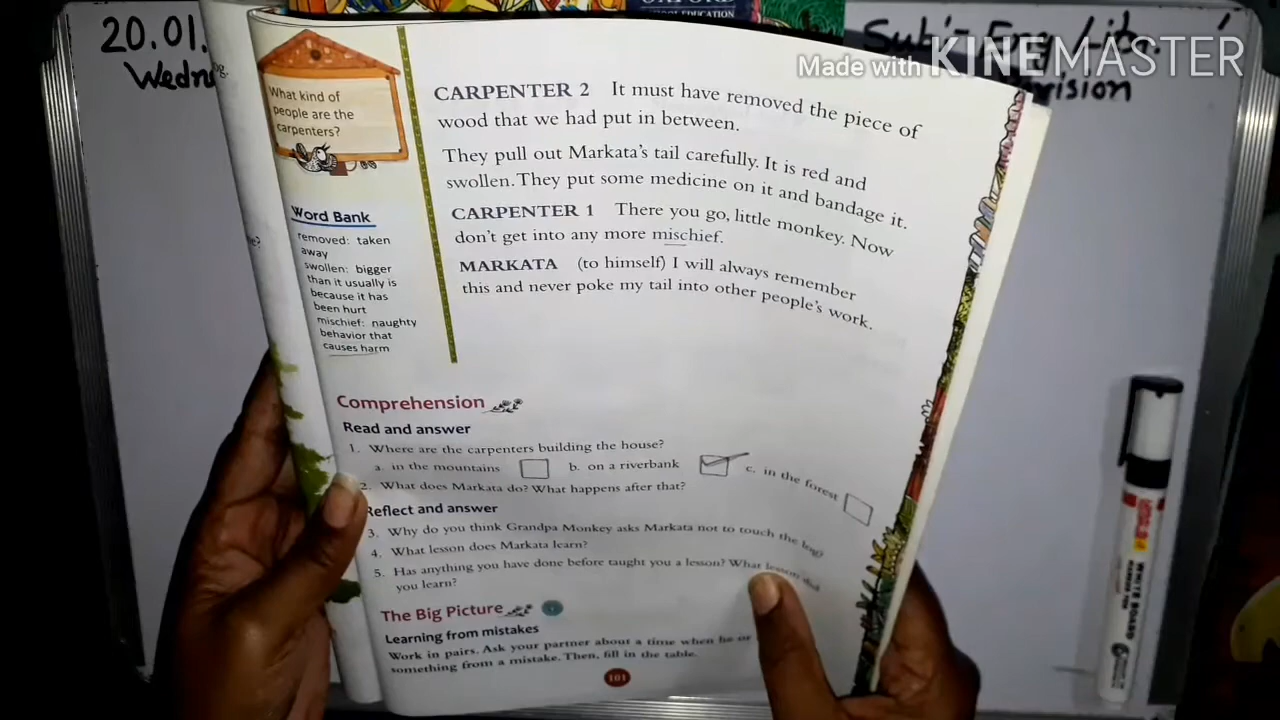 OXFORD
20.01.
Wedn
Sub:- Eng. Lit.
Made with KINEMASTER
What kind of
people are the
carpenters?
CARPENTER 2 It must have removed the piece of
wood that we had put in between.
They pull out Markata's tail carefully. It is red and
swollen. They put some medicine on it and bandage it.
CARPENTER 1 There you go, little monkey. Now
don't get into any more mischief.
MARKATA (to himself) I will always remember
this and never poke my tail into other people's work.
Word Bank
removed: taken
away
swollen: bigger
than it usually is
because it has
been hurt
mischief: naughty
behavior that
causes harm
Comprehension
Read and answer
1. Where are the carpenters building the house?
a. in the mountains b. on a riverbank c. in the forest
2. What does Markata do? What happens after that?
Reflect and answer
3. Why do you think Grandpa Monkey asks Markata not to touch the log?
4. What lesson does Markata learn?
5. Has anything you have done before taught you a lesson? What lesson did
you learn?
The Big Picture
Learning from mistakes
Work in pairs. Ask your partner about a time when he or
something from a mistake. Then, fill in the table.
101
WHITE BOARD